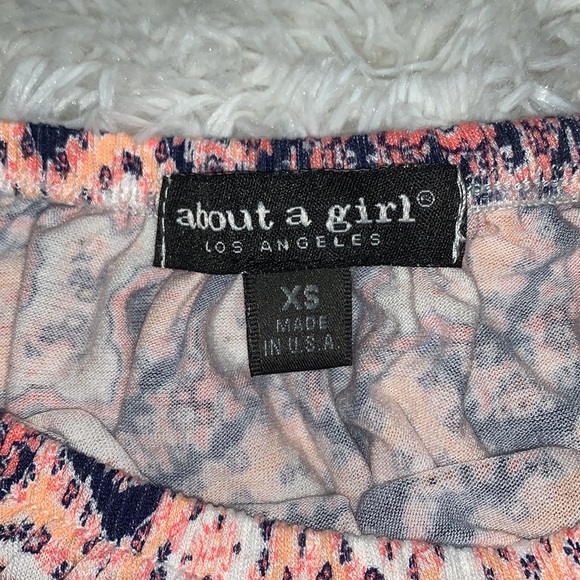 about a girl®
LOS ANGELES
XS
MADE
IN U.S.A.